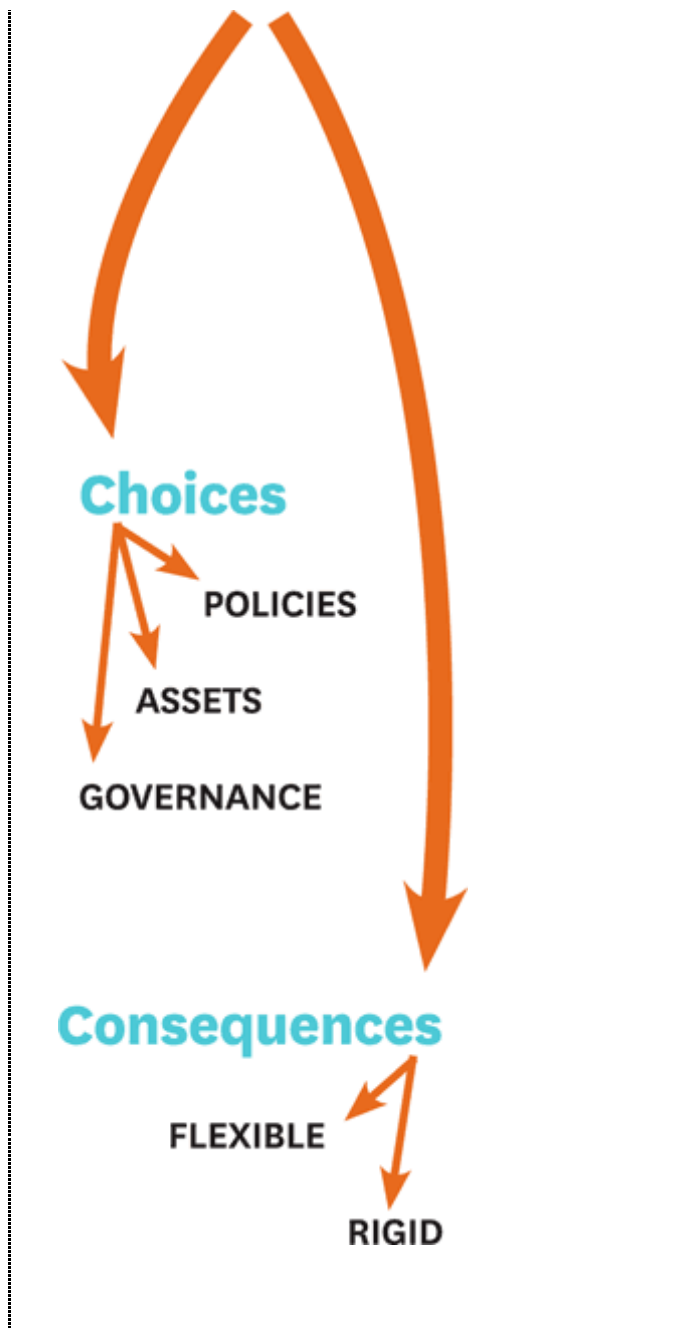 Choices
POLICIES
ASSETS
GOVERNANCE
Consequences
FLEXIBLE
RIGID